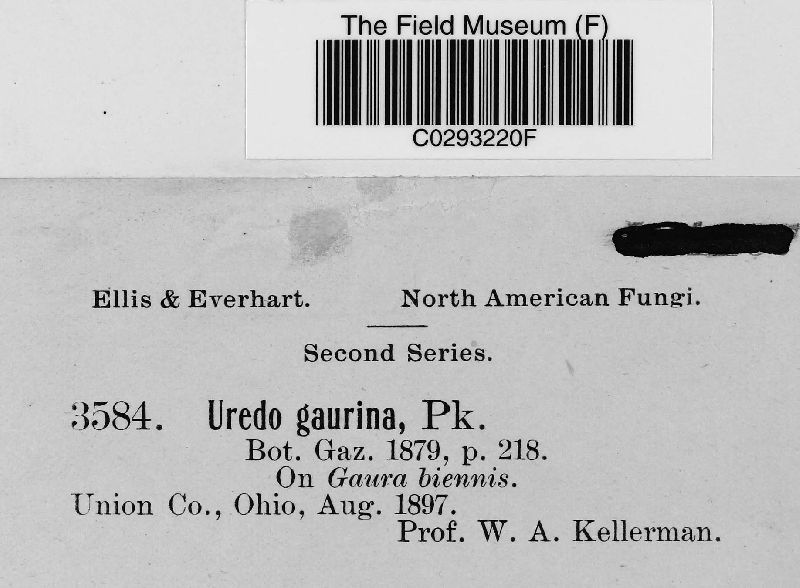 The Field Museum (F)
C0293220F
Ellis & Everhart. North American Fungi.
Second Series.
3584. Uredo gaurina, Pk.
Bot. Gaz. 1879, p. 218.
On Gaura biennis.
Union Co., Ohio, Aug. 1897.
Prof. W. A. Kellerman.